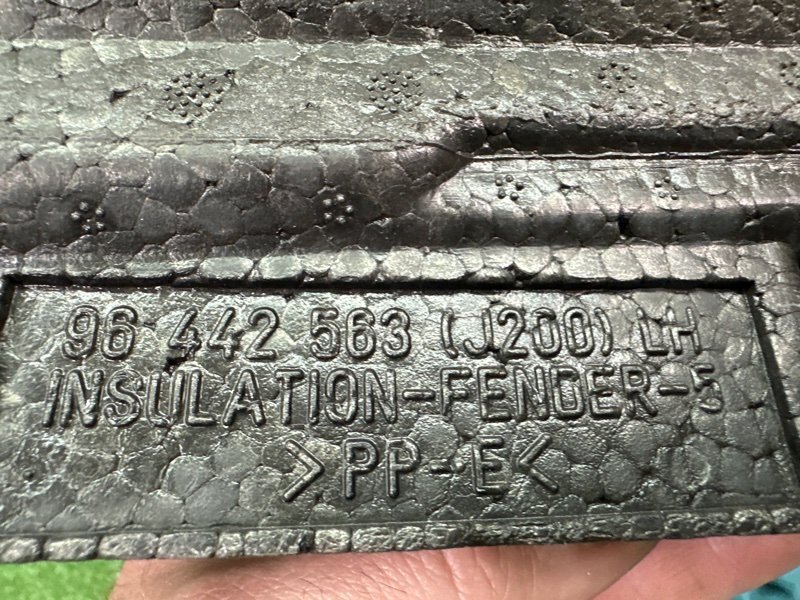 96 442 563 (J200) LH
INSULATION-FENDER-5
>PP-E<